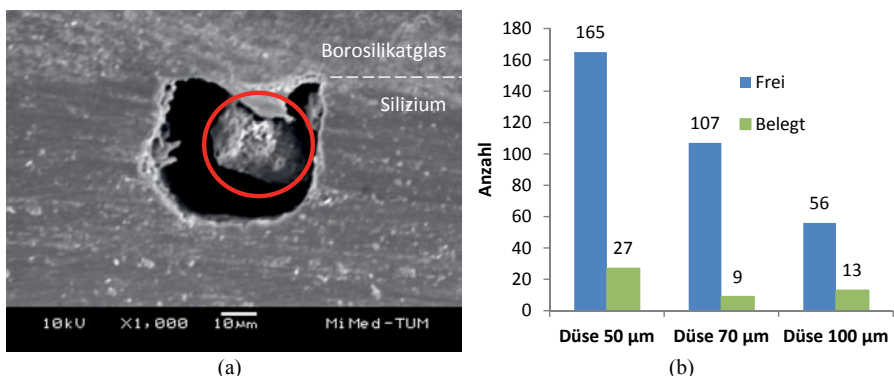 Borosilikatglas
Silizium
10kV X1,000 10µm MiMed-TUM
(a)
Anzahl
180
160
140
120
100
80
60
40
20
0
165
27
107
9
56
13
Frei
Belegt
Düse 50 µm Düse 70 µm Düse 100 µm
(b)